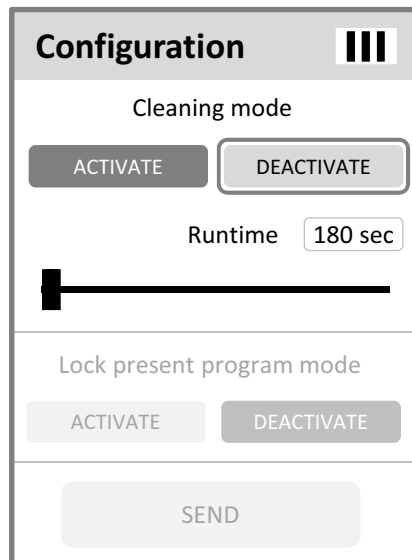 Configuration
Cleaning mode
ACTIVATE DEACTIVATE
Runtime 180 sec
Lock present program mode
ACTIVATE DEACTIVATE
SEND